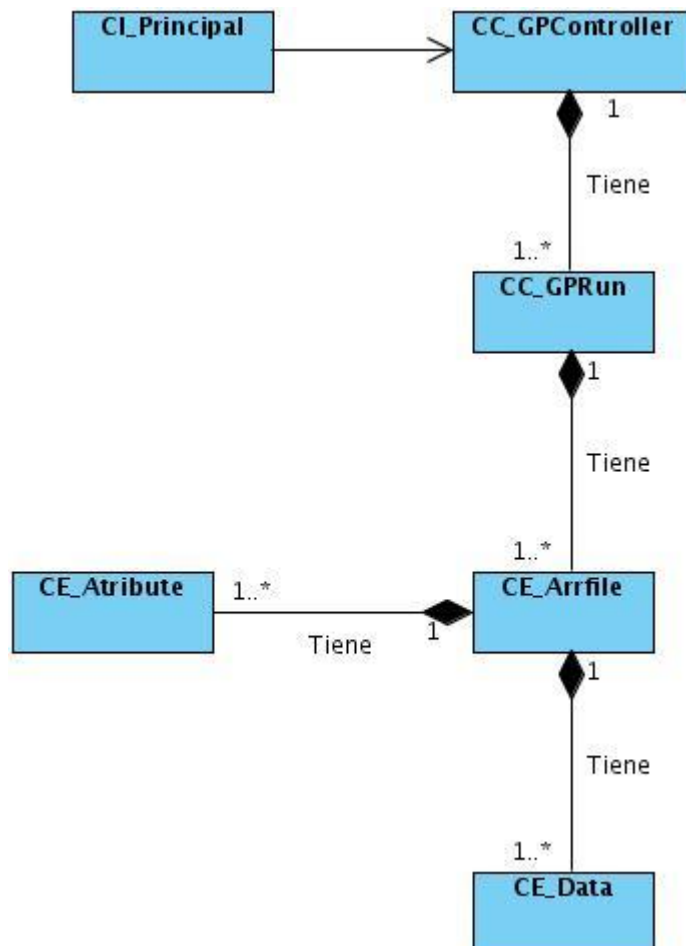 CI_Principal
CC_GPController
1
Tiene
1..*
CC_GPRun
1
Tiene
1..*
CE_Atribute
1..*
Tiene
1
CE_Arrfile
1
Tiene
1..*
CE_Data